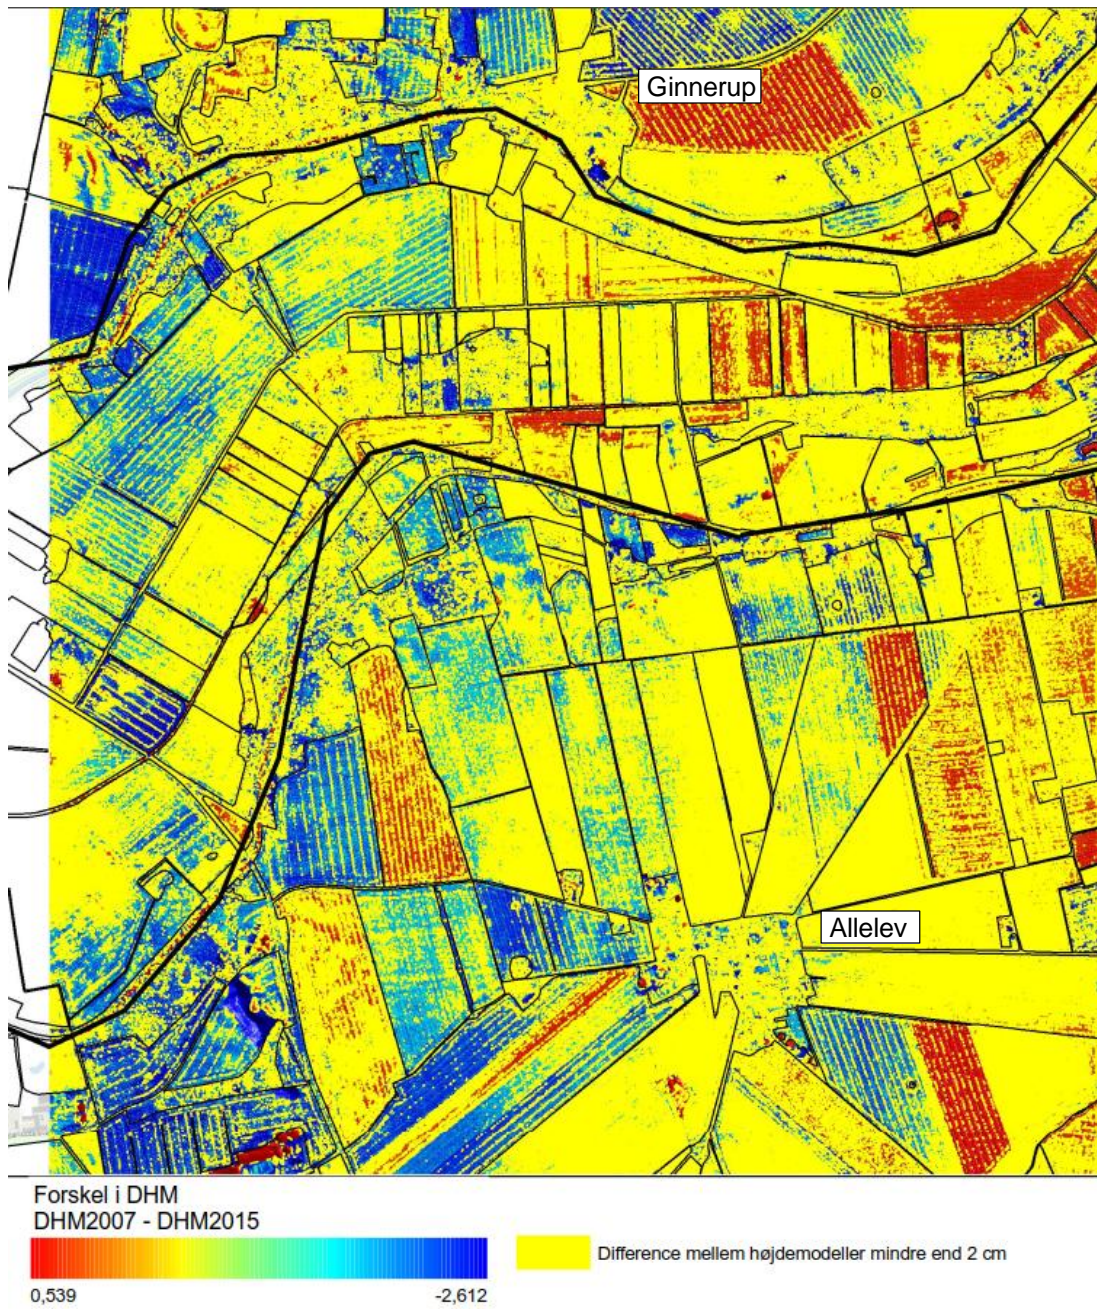 Ginnerup
Allelev
Forskel i DHM
DHM2007 - DHM2015
0,539
-2,612
Difference mellem højdemodeller mindre end 2 cm